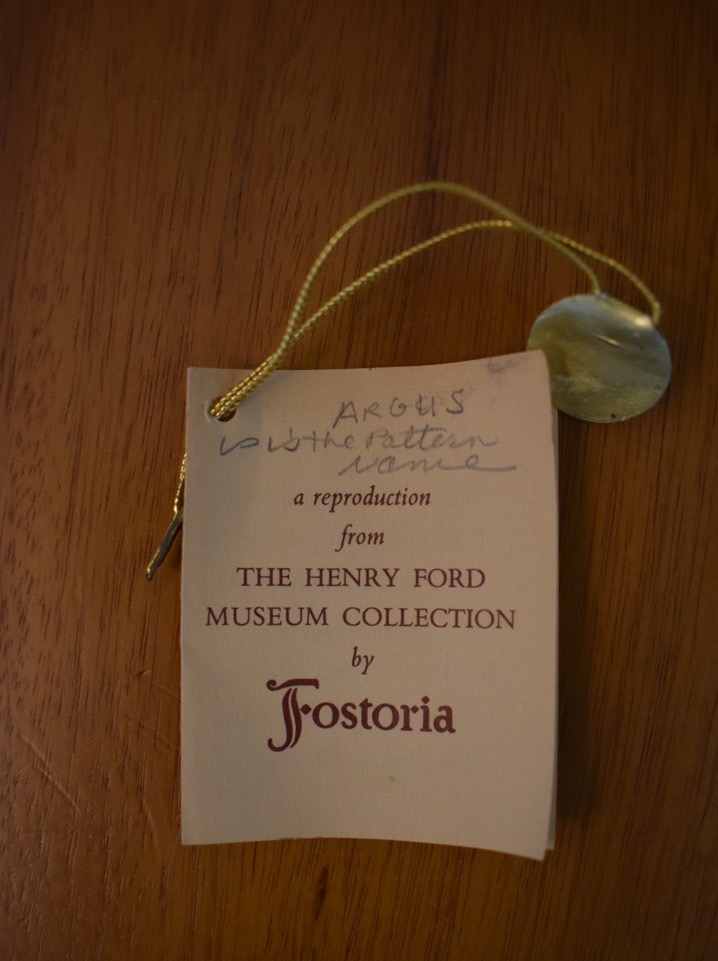 ARGUS
is the Pattern
name
a reproduction
from
THE HENRY FORD
MUSEUM COLLECTION
by
Fostoria